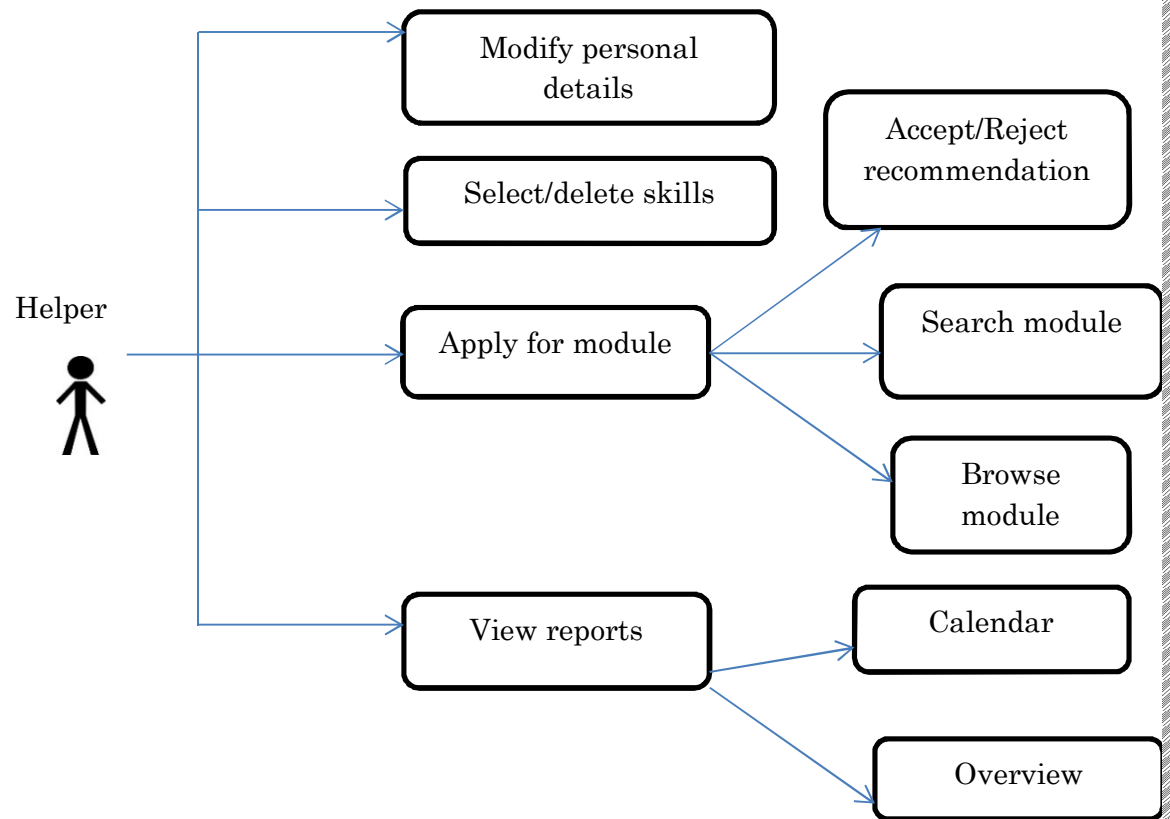 Modify personal
details
Accept/Reject
recommendation
Select/delete skills
Helper
Search module
Apply for module
Browse
module
Calendar
View reports
Overview